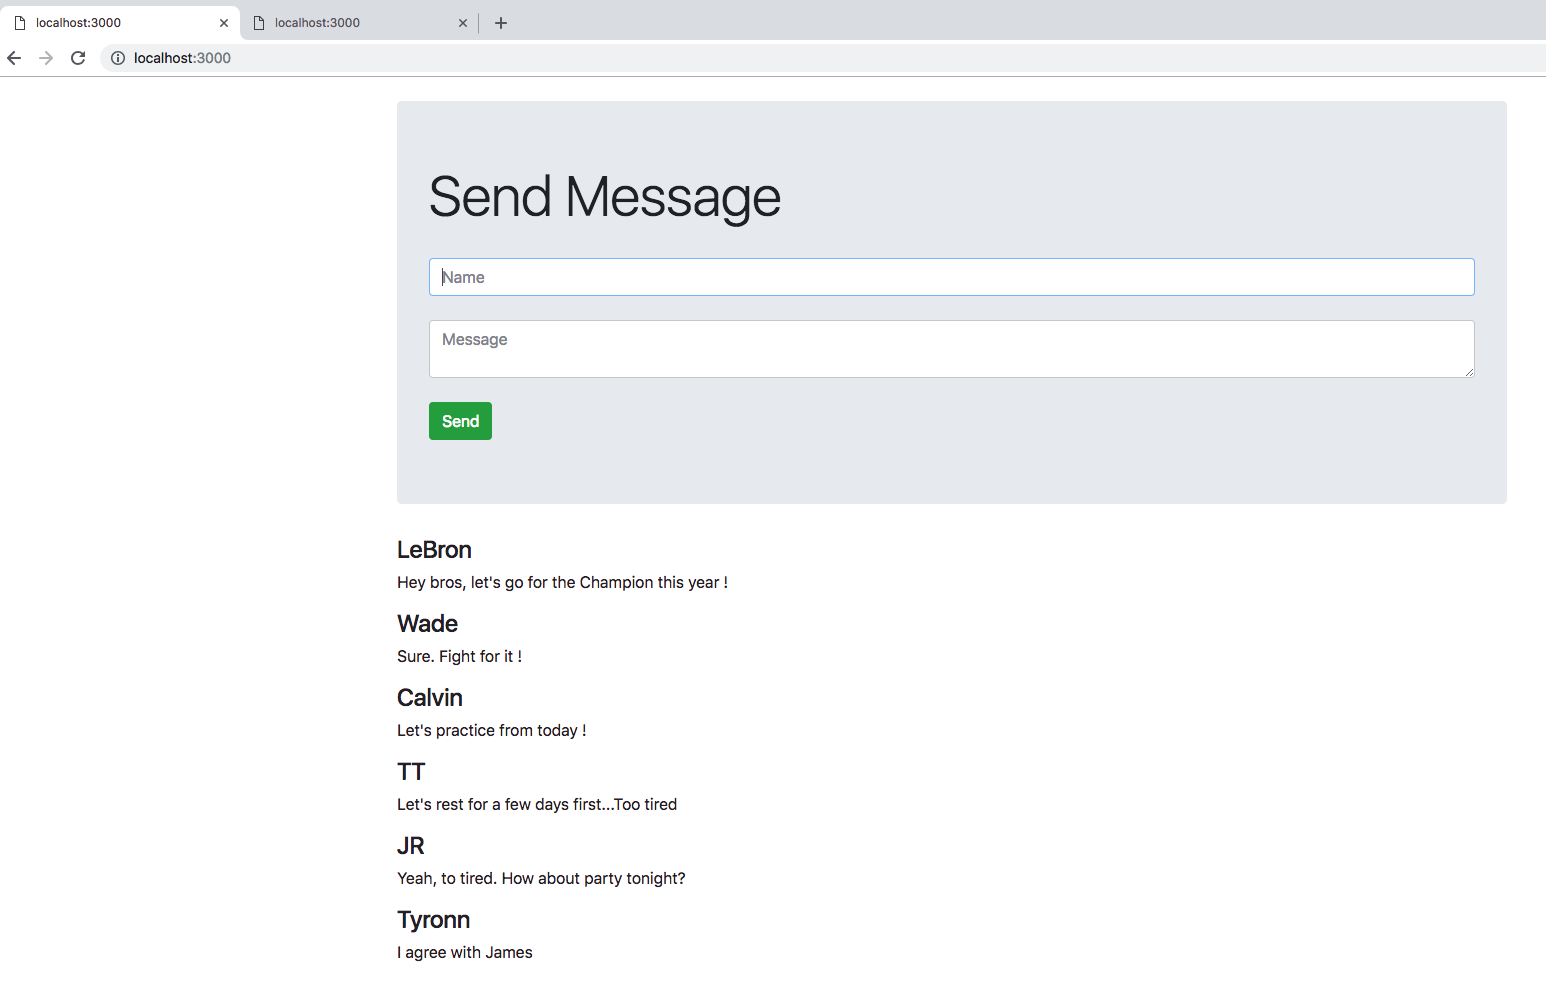 localhost:3000
localhost:3000
localhost:3000
Send Message
Name
Message
Send
LeBron
Hey bros, let's go for the Champion this year !
Wade
Sure. Fight for it !
Calvin
Let's practice from today !
TT
Let's rest for a few days first...Too tired
JR
Yeah, to tired. How about party tonight?
Tyronn
I agree with James